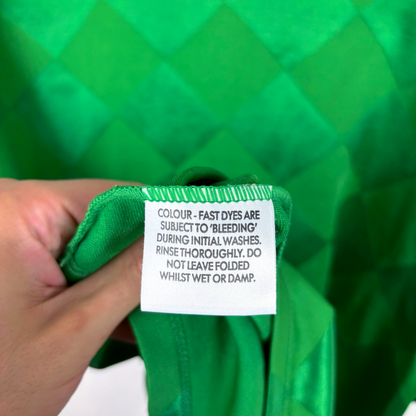 COLOUR - FAST DYES ARE
SUBJECT TO 'BLEEDING'
DURING INITIAL WASHES.
RINSE THOROUGHLY. DO
NOT LEAVE FOLDED
WHILST WET OR DAMP.